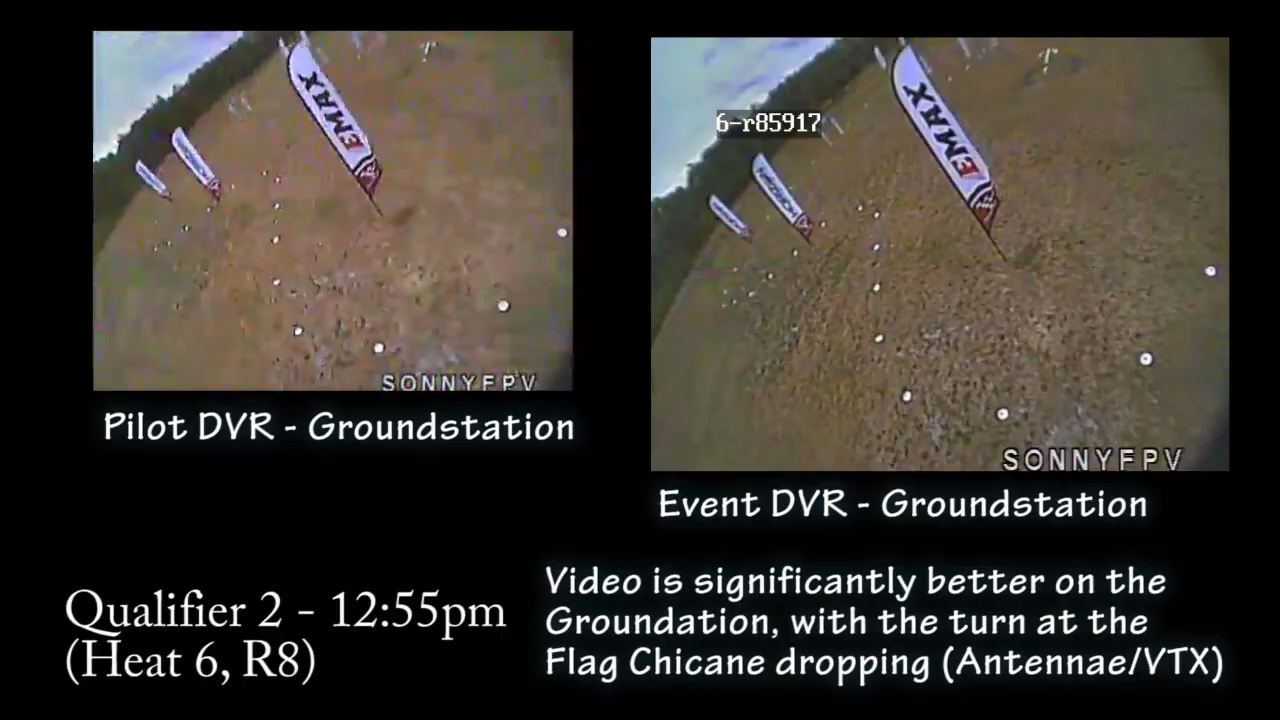 EMAX
SONNYFPV
Pilot DVR - Groundstation
6-r85917
EMAX
SONNYFPV
Event DVR - Groundstation
Qualifier 2 - 12:55pm
(Heat 6, R8)
Video is significantly better on the
Groundation, with the turn at the
Flag Chicane dropping (Antennae/VTX)